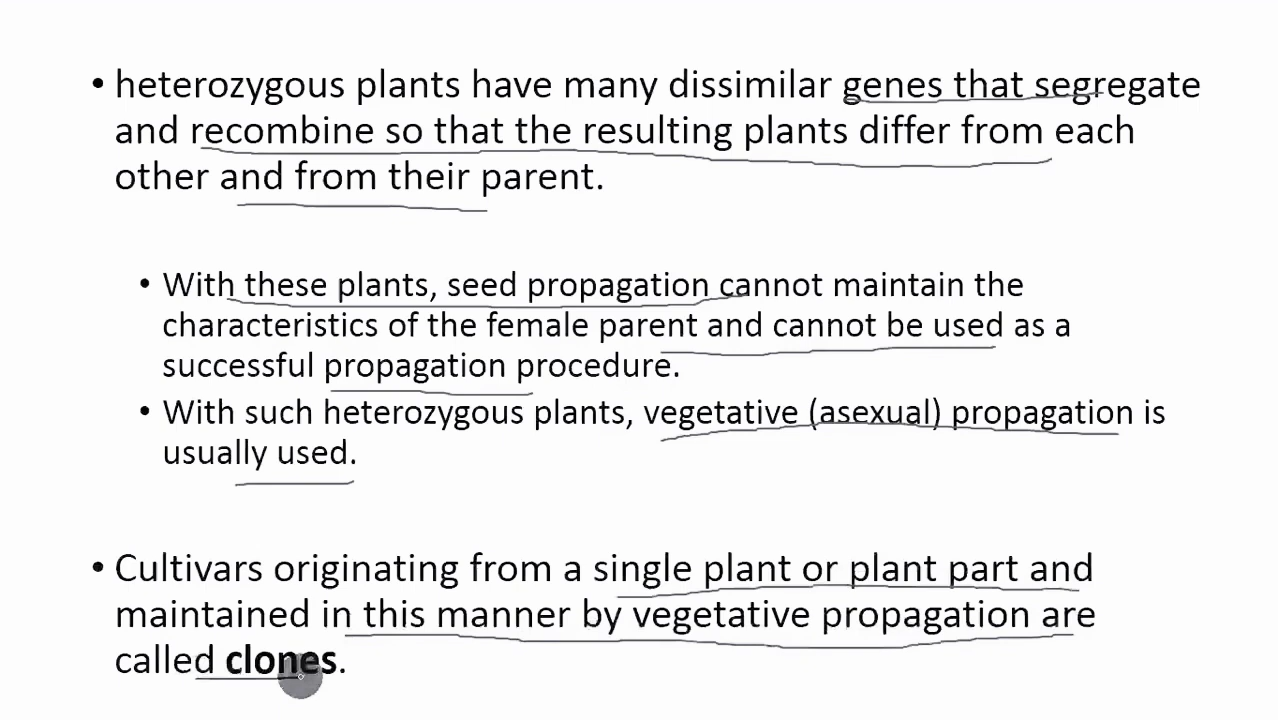 • heterozygous plants have many dissimilar genes that segregate
and recombine so that the resulting plants differ from each
other and from their parent.
• With these plants, seed propagation cannot maintain the
characteristics of the female parent and cannot be used as a
successful propagation procedure.
• With such heterozygous plants, vegetative (asexual) propagation is
usually used.
• Cultivars originating from a single plant or plant part and
maintained in this manner by vegetative propagation are
called clones.